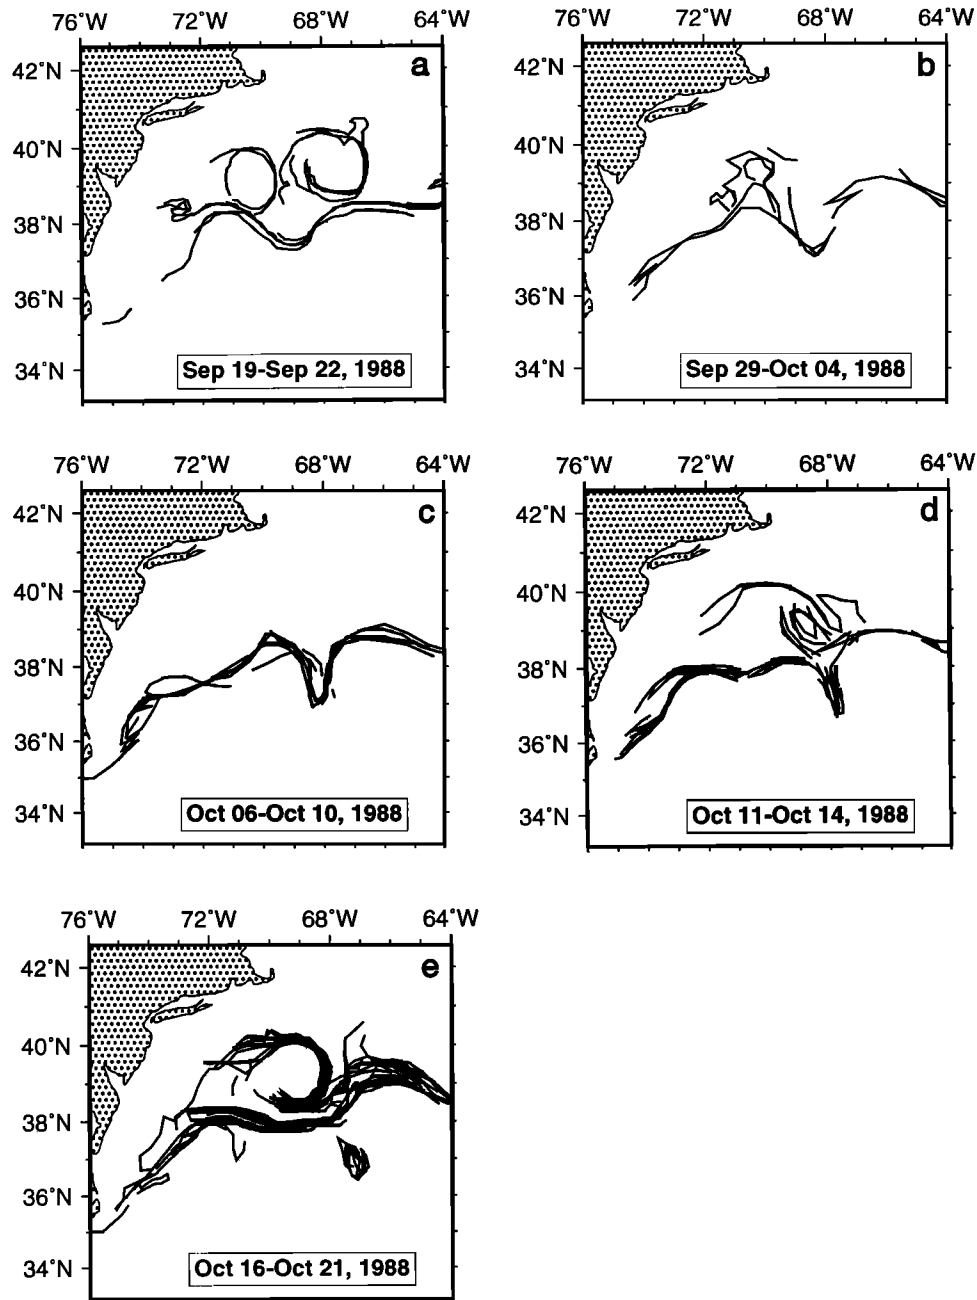 76°W 72°W 68°W 64°W
a
42°N
40°N
38°N
36°N
34°N
Sep 19-Sep 22, 1988
76°W 72°W 68°W 64°W
b
42°N
40°N
38°N
36°N
34°N
Sep 29-Oct 04, 1988
76°W 72°W 68°W 64°W
c
42°N
40°N
38°N
36°N
34°N
Oct 06-Oct 10, 1988
76°W 72°W 68°W 64°W
d
42°N
40°N
38°N
36°N
34°N
Oct 11-Oct 14, 1988
76°W 72°W 68°W 64°W
e
42°N
40°N
38°N
36°N
34°N
Oct 16-Oct 21, 1988